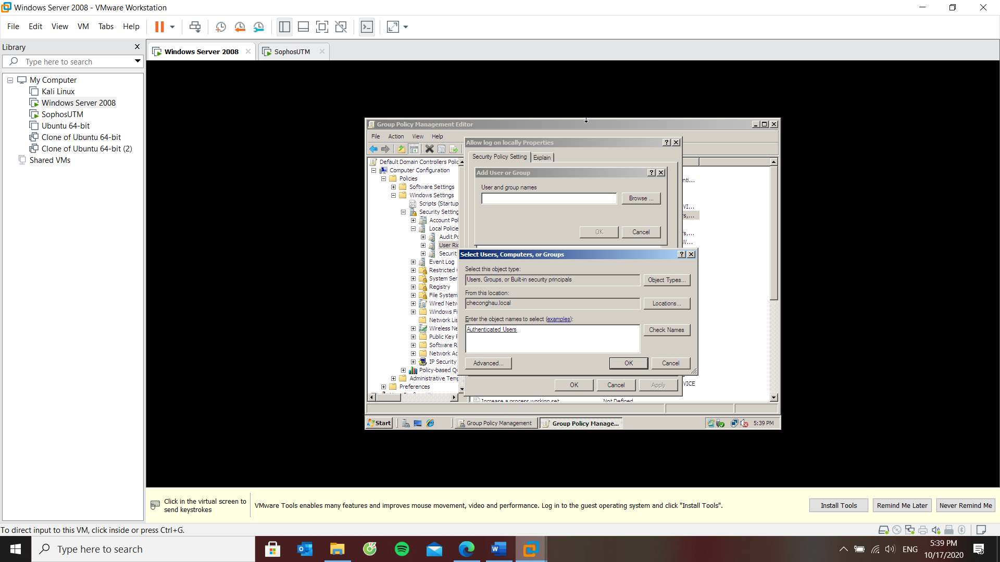 Windows Server 2008 - VMware Workstation
File Edit View VM Tabs Help
Library
Type here to search
My Computer
Kali Linux
Windows Server 2008
SophosUTM
Ubuntu 64-bit
Clone of Ubuntu 64-bit
Clone of Ubuntu 64-bit (2)
Shared VMs
Windows Server 2008
SophosUTM
Group Policy Management Editor
File Action View Help
Default Domain Controllers Polic
Computer Configuration
Policies
Software Settings
Windows Settings
Scripts (Startup
Security Setting
Account Pol
Local Policie
Audit Po
User Rig
Securit
Event Log
Restricted
System Ser
Registry
File System
Wired Netw
Windows Fi
Network Lis
Wireless Ne
Public Key P
Software R
Network Ac
IP Security
Policy-based Q
Administrative Temp
Preferences
Allow log on locally Properties
Security Policy Setting
Explain
Add User or Group
User and group names
Browse ...
OK
Cancel
nti...
VI...
s,...
s,...
W...
Select Users, Computers, or Groups
Select this object type:
Users, Groups, or Built-in security principals
Object Types...
From this location:
checonghau.local
Locations...
Enter the object names to select (examples):
Authenticated Users
Check Names
Advanced...
OK
Cancel
OK
Cancel
Apply
VICE
Increase a process working set
Not Defined
Start
Group Policy Management
Group Policy Manage...
5:39 PM
Click in the virtual screen to
send keystrokes
VMware Tools enables many features and improves mouse movement, video and performance. Log in to the guest operating system and click "Install Tools".
Install Tools
Remind Me Later
Never Remind Me
To direct input to this VM, click inside or press Ctrl+G.
Type here to search
ENG
5:39 PM
10/17/2020